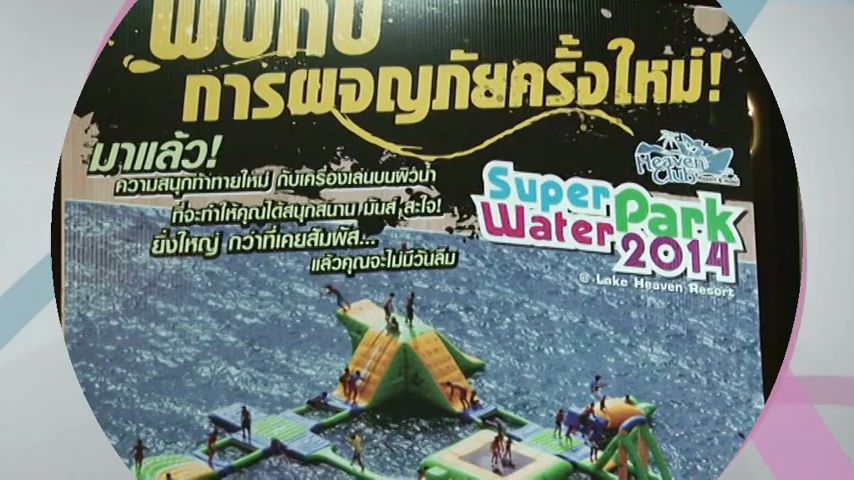 พบกับ
การผจญภัยครั้งใหม่!
มาแล้ว!
ความสนุกท้าทายใหม่ กับเครื่องเล่นบนผิวน้ำ
ที่จะทำให้คุณได้สนุกสนาน มันส์ สะใจ!
ยิ่งใหญ่ กว่าที่เคยสัมผัส...
แล้วคุณจะไม่มีวันลืม
Heaven
Club
Super Park
Water 2014
@ Lake Heaven Resort